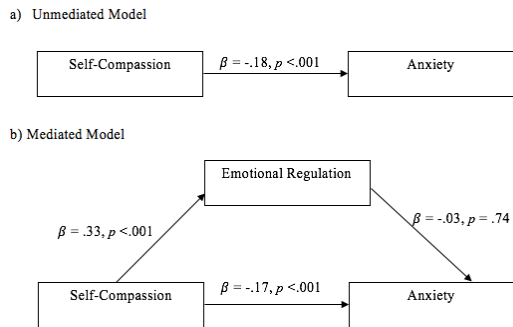 a) Unmediated Model
Self-Compassion
β = -.18, p <.001
Anxiety
b) Mediated Model
Emotional Regulation
β = .33, p <.001
β = -.03, p = .74
Self-Compassion
β = -.17, p <.001
Anxiety